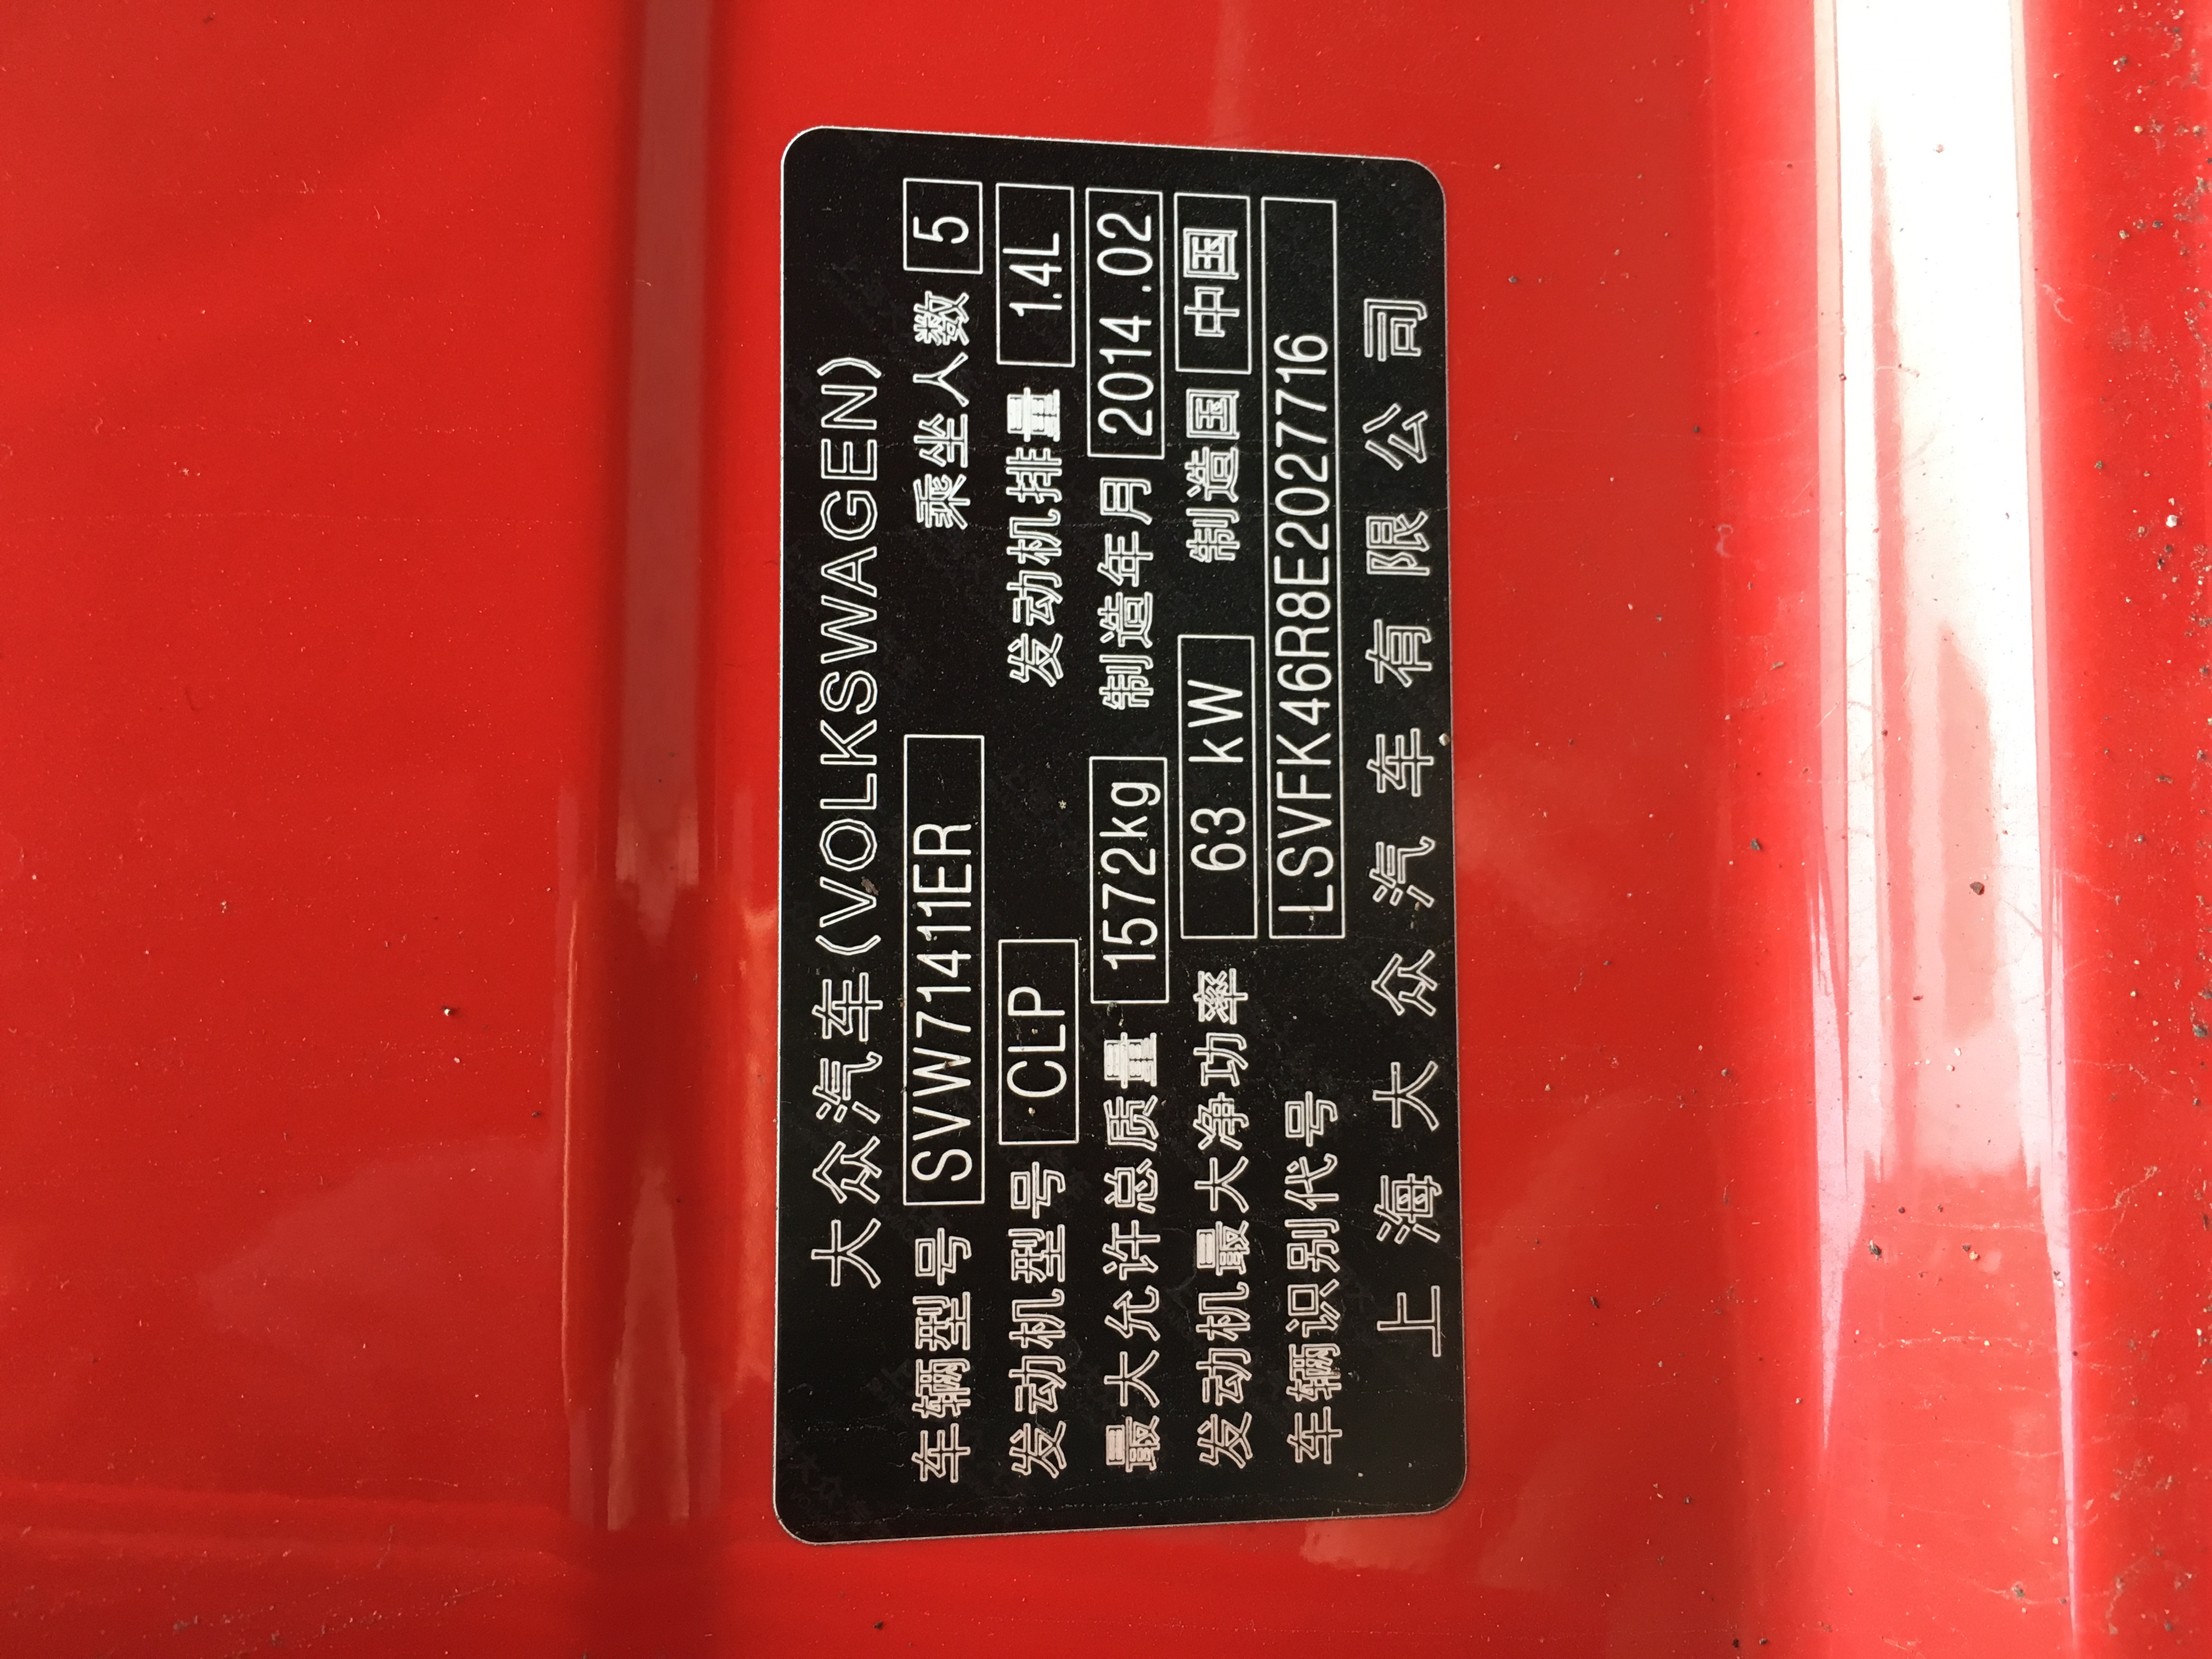 大众汽车(VOLKSWAGEN)
车辆型号 SVW71411ER 乘坐人数 5
发动机型号 CLP 发动机排量 1.4L
最大允许总质量 1572kg 制造年月 2014.02
发动机最大净功率 63 kW 制造国 中国
车辆识别代号 LSVFK46R8E2027716
上海大众汽车有限公司